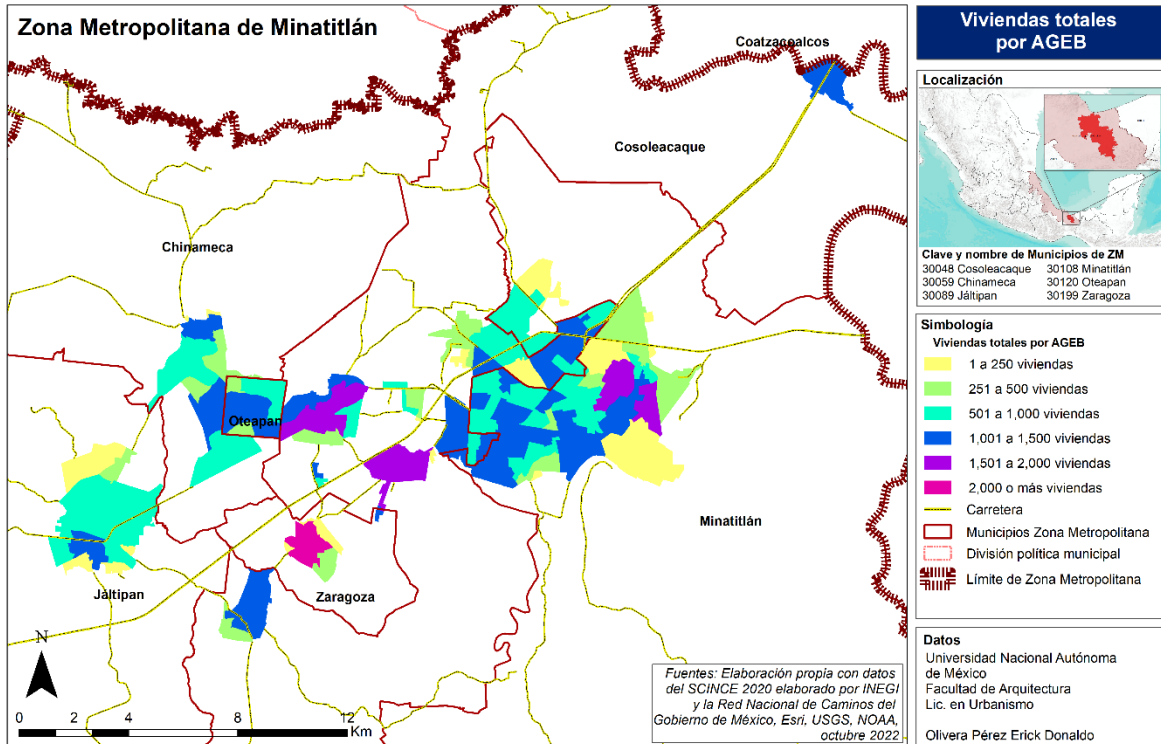 Zona Metropolitana de Minatitlán
Coatzacoalcos
Cosoleacaque
Chinameca
Oteapan
Minatitlán
Jáltipan
Zaragoza
N
0 2 4 8 12
Km
Fuentes: Elaboración propia con datos
del SCINCE 2020 elaborado por INEGI
y la Red Nacional de Caminos del
Gobierno de México, Esri, USGS, NOAA,
octubre 2022
Viviendas totales
por AGEB
Localización
Clave y nombre de Municipios de ZM
30048 Cosoleacaque 30108 Minatitlán
30059 Chinameca 30120 Oteapan
30089 Jáltipan 30199 Zaragoza
Simbología
Viviendas totales por AGEB
1 a 250 viviendas
251 a 500 viviendas
501 a 1,000 viviendas
1,001 a 1,500 viviendas
1,501 a 2,000 viviendas
2,000 o más viviendas
Carretera
Municipios Zona Metropolitana
División política municipal
Límite de Zona Metropolitana
Datos
Universidad Nacional Autónoma
de México
Facultad de Arquitectura
Lic. en Urbanismo
Olivera Pérez Erick Donaldo